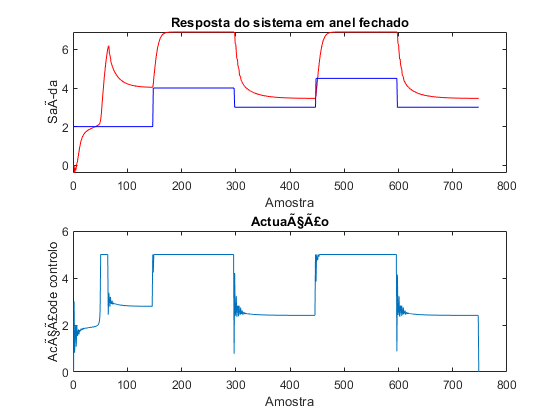 Resposta do sistema em anel fechado
SaÃ-da
6
4
2
0
0 100 200 300 400 500 600 700 800
Amostra
ActuaÃ§Ã£o
AcÃ§Ã£ode controlo
6
4
2
0
0 100 200 300 400 500 600 700 800
Amostra